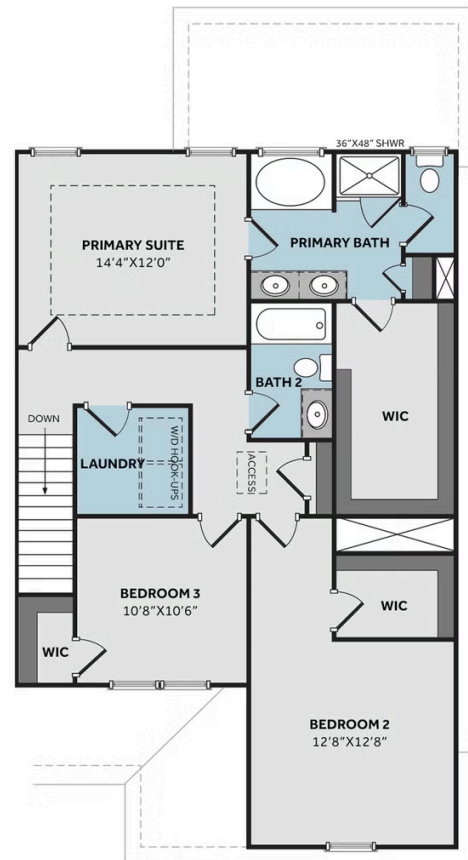 36"X48" SHWR
PRIMARY SUITE
14'4"X12'0"
PRIMARY BATH
BATH 2
WIC
DOWN
LAUNDRY
W/D HOOK-UPS
ACCESS
BEDROOM 3
10'8"X10'6"
WIC
WIC
BEDROOM 2
12'8"X12'8"